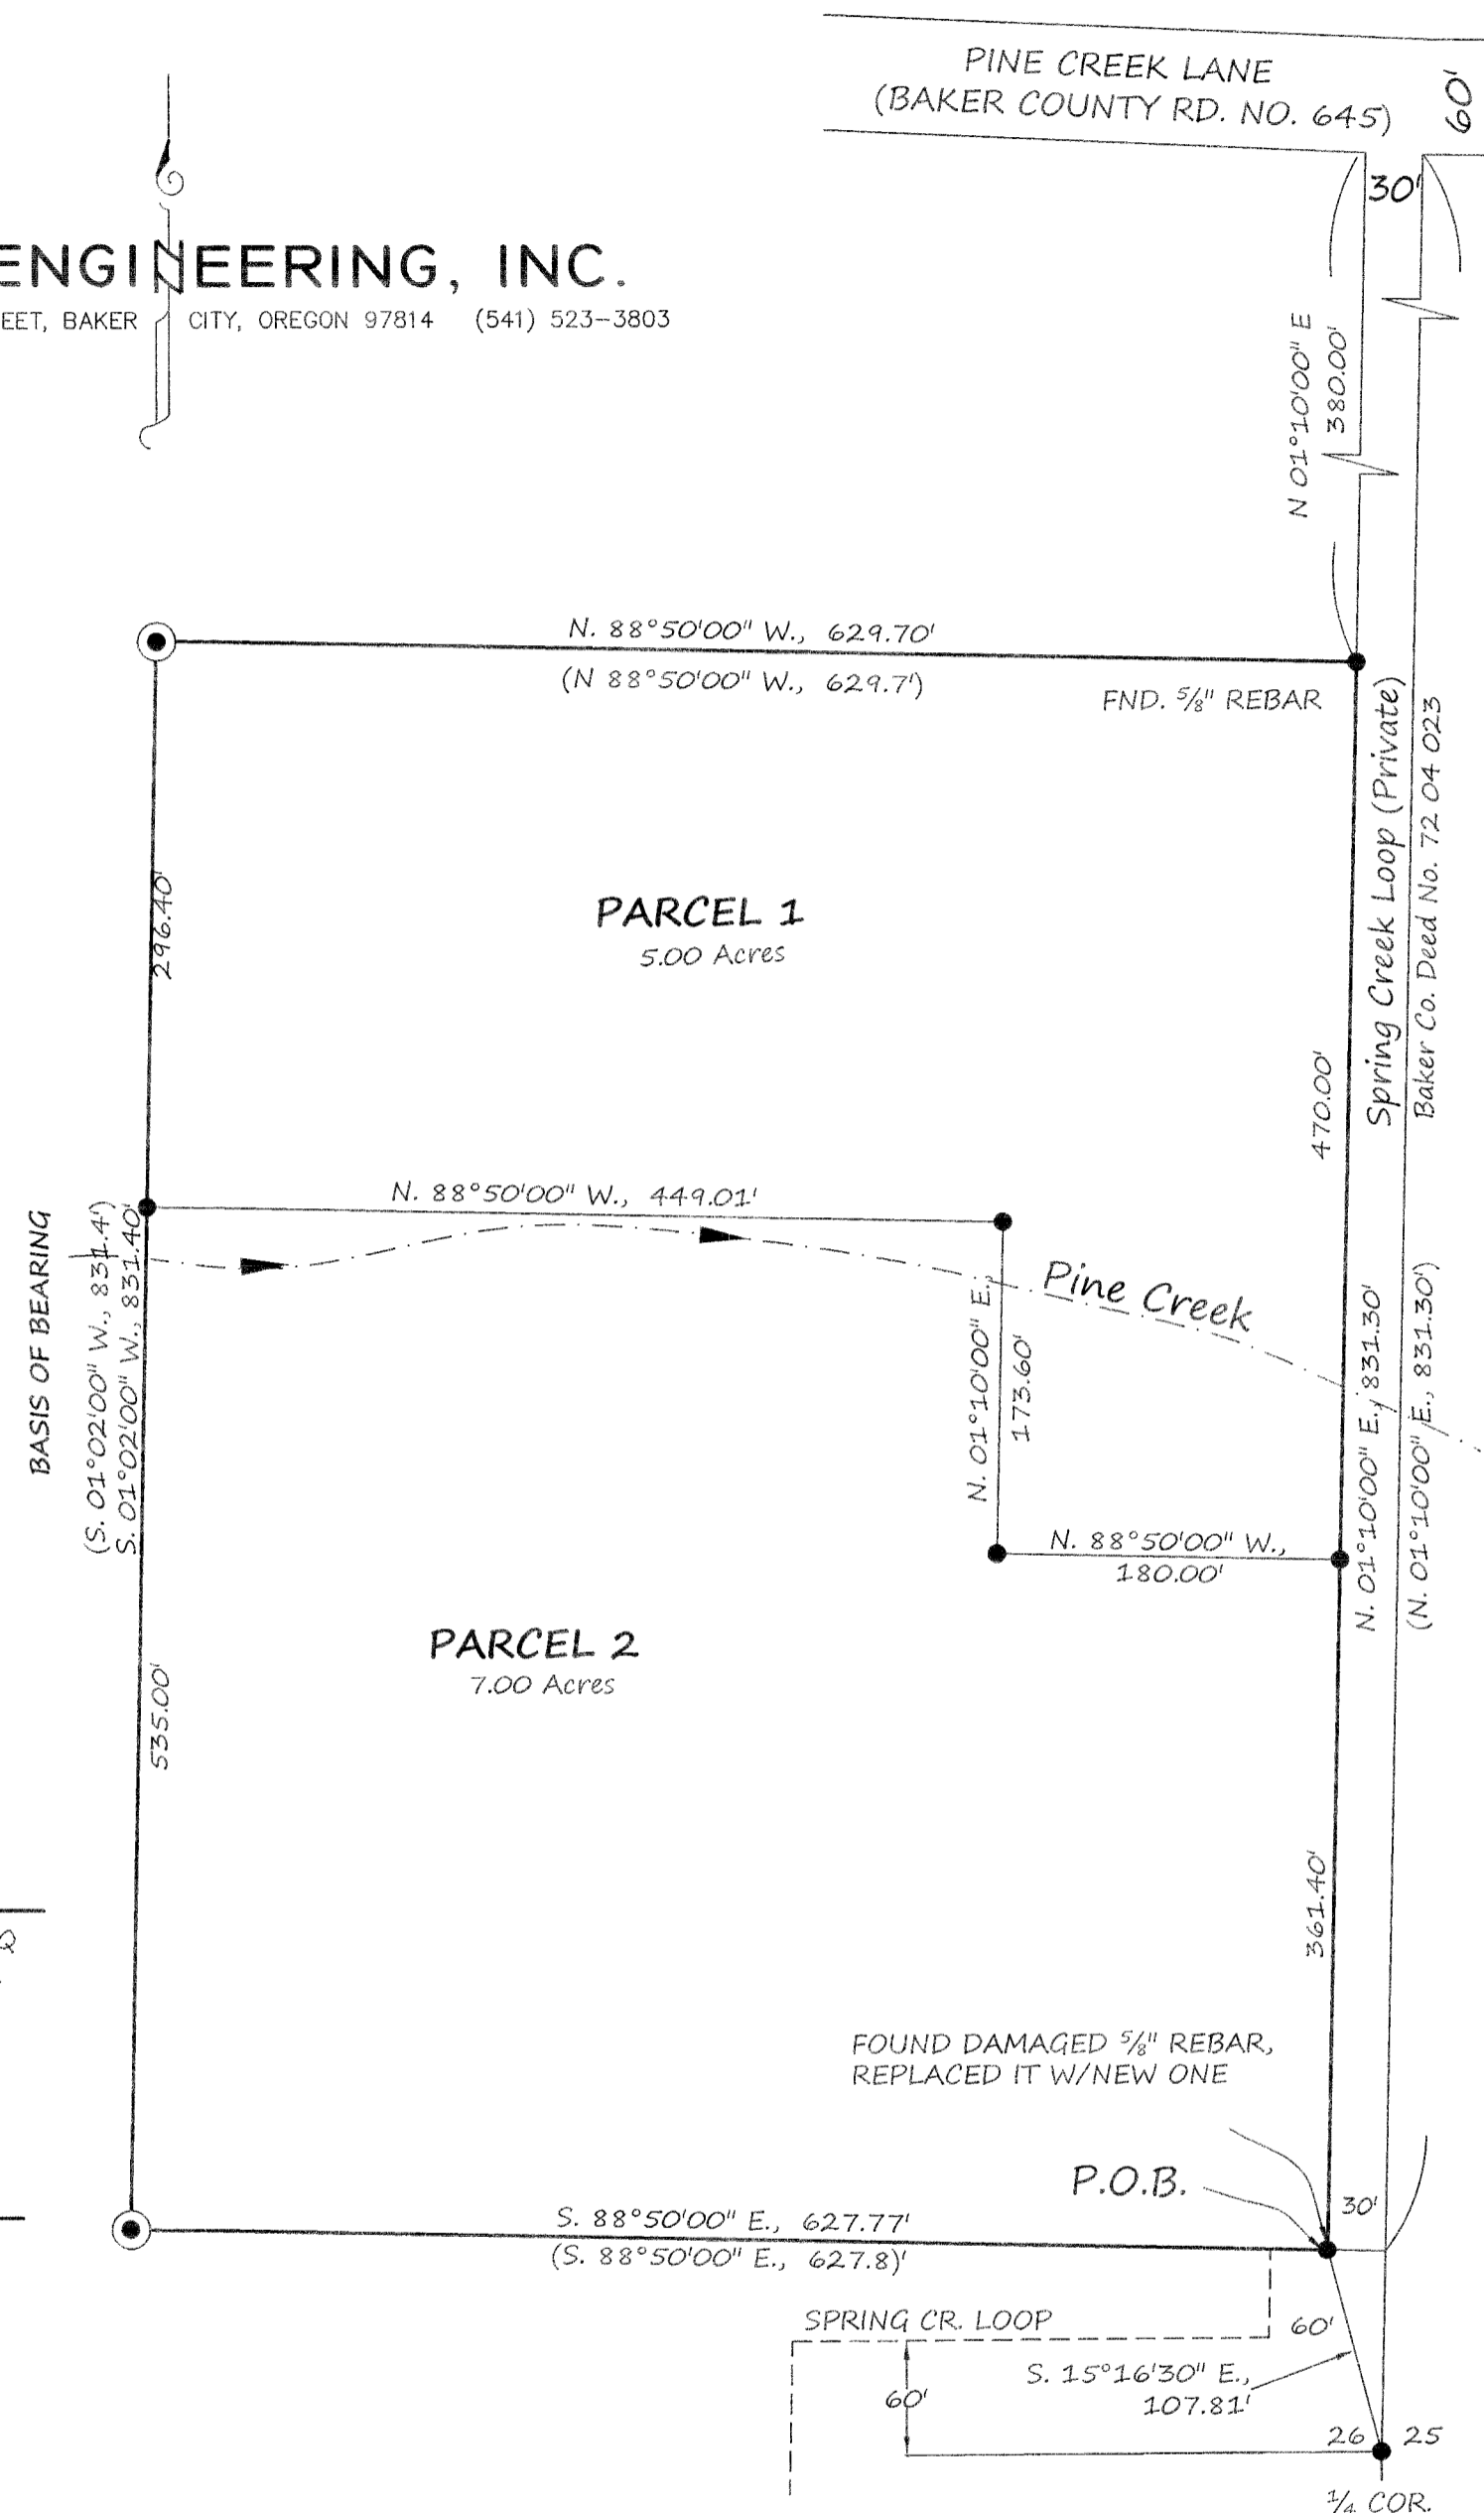 PINE CREEK LANE
(BAKER COUNTY RD. NO. 645)
60'
30'
ENGINEERING, INC.
EET, BAKER CITY, OREGON 97814 (541) 523-3803
N 01°10'00" E
380.00'
N. 88°50'00" W., 629.70'
(N 88°50'00" W., 629.7')
FND. 5/8" REBAR
Spring Creek Loop (Private)
Baker Co. Deed No. 72 04 023
296.40'
PARCEL 1
5.00 Acres
470.00'
N. 88°50'00" W., 449.01'
BASIS OF BEARING
(S. 01°02'00" W., 831.4')
S. 01°02'00" W., 831.40'
Pine Creek
N. 01°10'00" E.,
173.60'
N. 01°10'00" E., 831.30'
(N. 01°10'00" E., 831.30')
N. 88°50'00" W.,
180.00'
PARCEL 2
7.00 Acres
535.00'
361.40'
FOUND DAMAGED 5/8" REBAR,
REPLACED IT W/NEW ONE
P.O.B.
30'
S. 88°50'00" E., 627.77'
(S. 88°50'00" E., 627.8)'
SPRING CR. LOOP
60'
S. 15°16'30" E.,
107.81'
60'
26 25
1/4 COR.